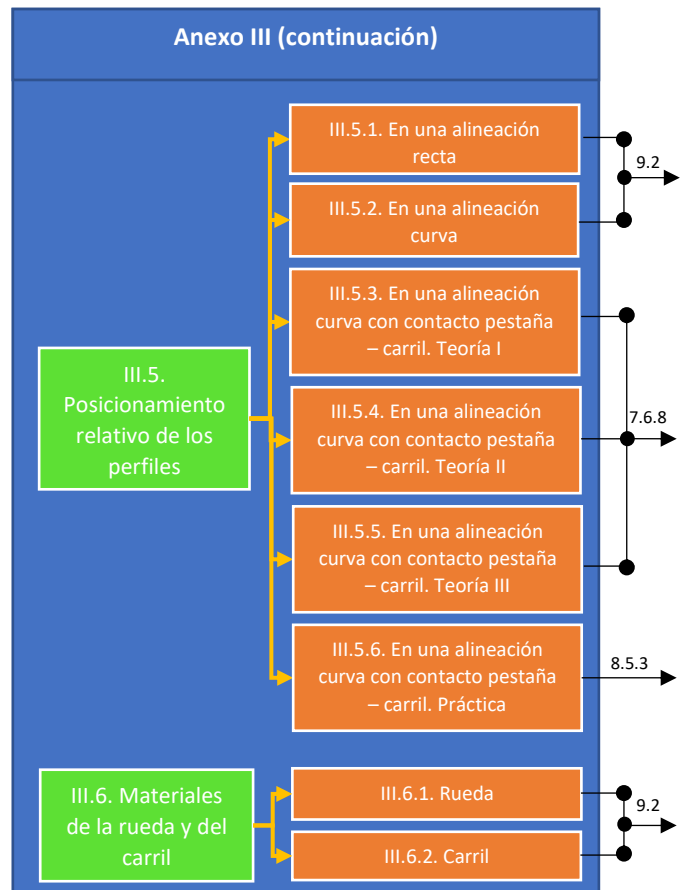 Anexo III (continuación)
III.5.1. En una alineación
recta
9.2
III.5.2. En una alineación
curva
III.5.3. En una alineación
curva con contacto pestaña
– carril. Teoría I
III.5.
Posicionamiento
relativo de los
perfiles
III.5.4. En una alineación
curva con contacto pestaña
– carril. Teoría II
7.6.8
III.5.5. En una alineación
curva con contacto pestaña
– carril. Teoría III
III.5.6. En una alineación
curva con contacto pestaña
– carril. Práctica
8.5.3
III.6. Materiales
de la rueda y del
carril
III.6.1. Rueda
9.2
III.6.2. Carril